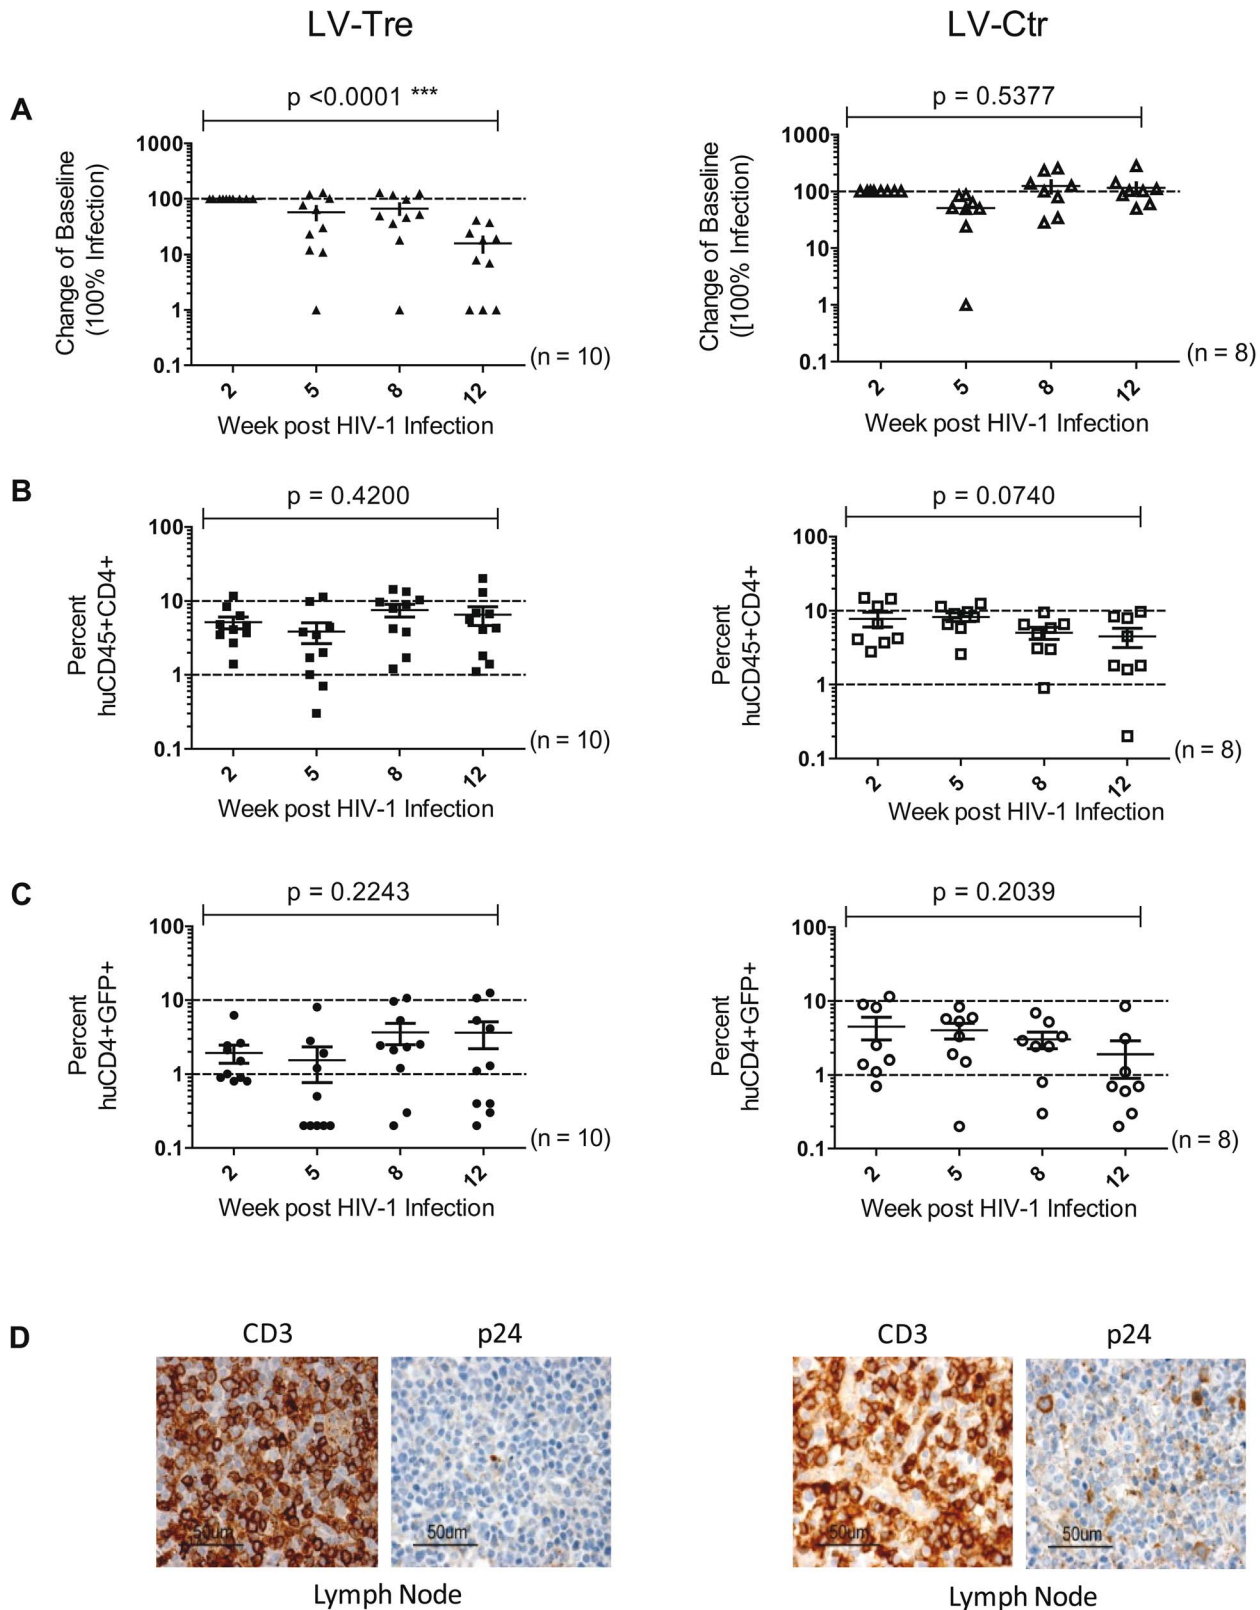 LV-Tre
LV-Ctr
A
p <0.0001 ***
Change of Baseline
(100% Infection)
1000
100
10
1
0.1
2
5
8
12
(n = 10)
Week post HIV-1 Infection
p = 0.5377
Change of Baseline
([100% Infection)
1000
100
10
1
0.1
2
5
8
12
(n = 8)
Week post HIV-1 Infection
B
p = 0.4200
Percent
huCD45+CD4+
100
10
1
0.1
2
5
8
12
(n = 10)
Week post HIV-1 Infection
p = 0.0740
Percent
huCD45+CD4+
100
10
1
0.1
2
5
8
12
(n = 8)
Week post HIV-1 Infection
C
p = 0.2243
Percent
huCD4+GFP+
100
10
1
0.1
2
5
8
12
(n = 10)
Week post HIV-1 Infection
p = 0.2039
Percent
huCD4+GFP+
100
10
1
0.1
2
5
8
12
(n = 8)
Week post HIV-1 Infection
D
CD3
p24
50um
50um
Lymph Node
CD3
p24
50um
50um
Lymph Node